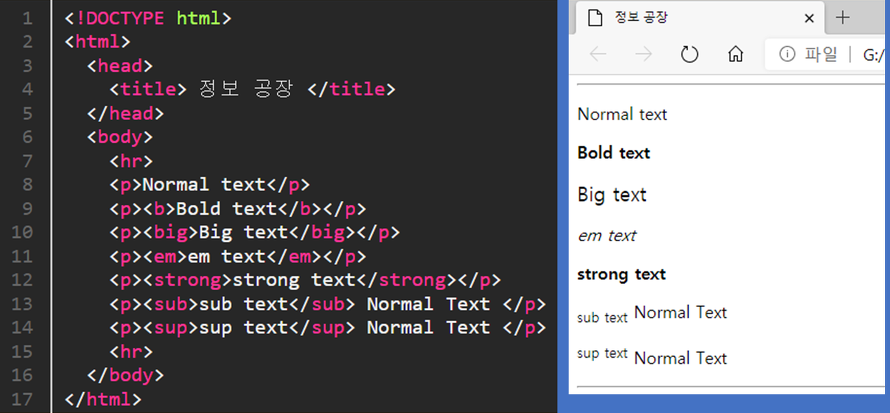 1 <!DOCTYPE html>
2 <html>
3   <head>
4     <title> 정보 공장 </title>
5   </head>
6   <body>
7     <hr>
8     <p>Normal text</p>
9     <p><b>Bold text</b></p>
10     <p><big>Big text</big></p>
11     <p><em>em text</em></p>
12     <p><strong>strong text</strong></p>
13     <p><sub>sub text</sub> Normal Text </p>
14     <p><sup>sup text</sup> Normal Text </p>
15     <hr>
16   </body>
17 </html>
정보 공장
파일 | G:/
Normal text
Bold text
Big text
em text
strong text
sub text Normal Text
sup text Normal Text